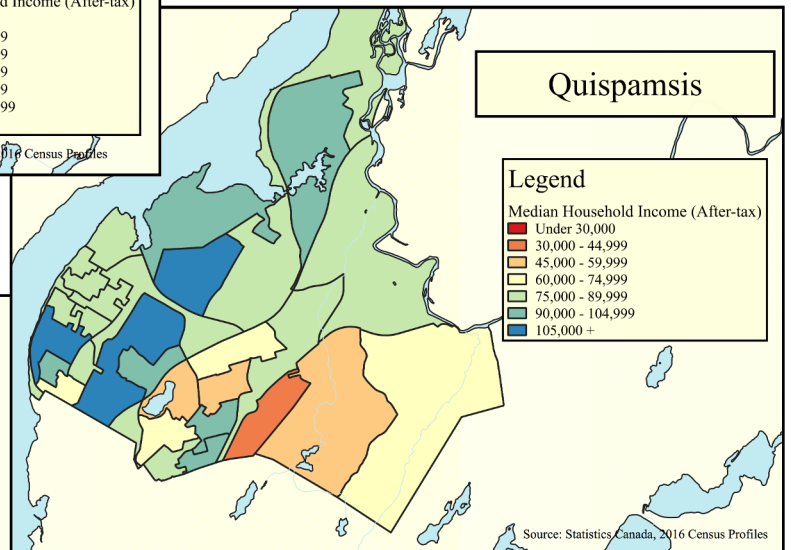 d Income (After-tax)
9
9
9
9
99
016 Census Profiles
Quispamsis
Legend
Median Household Income (After-tax)
Under 30,000
30,000 - 44,999
45,000 - 59,999
60,000 - 74,999
75,000 - 89,999
90,000 - 104,999
105,000 +
Source: Statistics Canada, 2016 Census Profiles